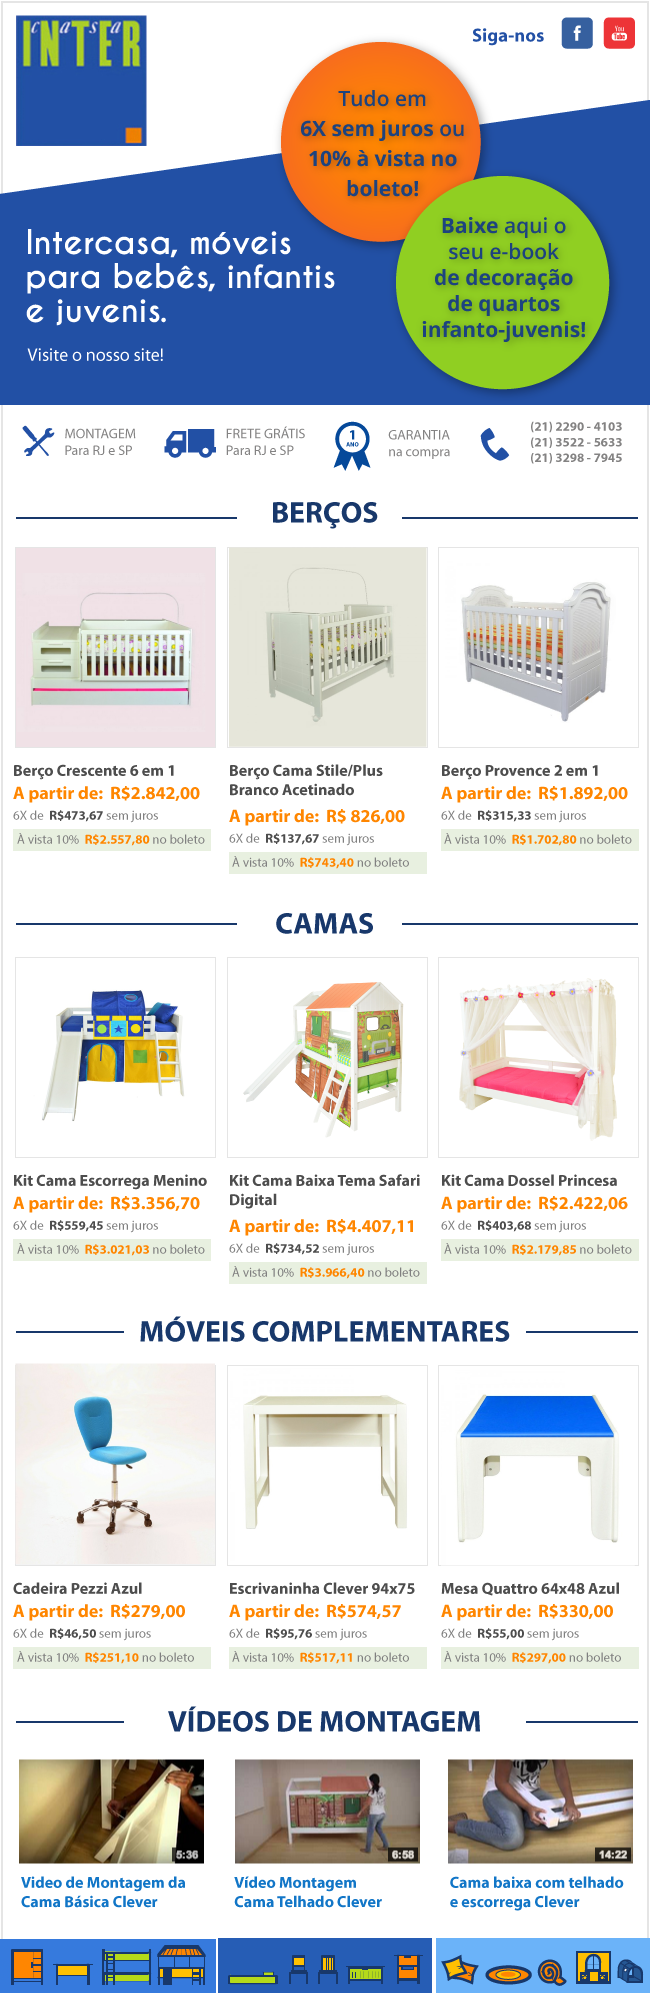 casa
INTER
Siga-nos
You
Tube
Tudo em
6X sem juros ou
10% à vista no
boleto!
Baixe aqui o
seu e-book
de decoração
de quartos
infanto-juvenis!
Intercasa, móveis
para bebês, infantis
e juvenis.
Visite o nosso site!
MONTAGEM
Para RJ e SP
FRETE GRÁTIS
Para RJ e SP
1
ANO
GARANTIA
na compra
(21) 2290 - 4103
(21) 3522 - 5633
(21) 3298 - 7945
BERÇOS
Berço Crescente 6 em 1
A partir de: R$2.842,00
6X de R$473,67 sem juros
À vista 10% R$2.557,80 no boleto
Berço Cama Stile/Plus
Branco Acetinado
A partir de: R$ 826,00
6X de R$137,67 sem juros
À vista 10% R$743,40 no boleto
Berço Provence 2 em 1
A partir de: R$1.892,00
6X de R$315,33 sem juros
À vista 10% R$1.702,80 no boleto
CAMAS
Kit Cama Escorrega Menino
A partir de: R$3.356,70
6X de R$559,45 sem juros
À vista 10% R$3.021,03 no boleto
Kit Cama Baixa Tema Safari
Digital
A partir de: R$4.407,11
6X de R$734,52 sem juros
À vista 10% R$3.966,40 no boleto
Kit Cama Dossel Princesa
A partir de: R$2.422,06
6X de R$403,68 sem juros
À vista 10% R$2.179,85 no boleto
MÓVEIS COMPLEMENTARES
Cadeira Pezzi Azul
A partir de: R$279,00
6X de R$46,50 sem juros
À vista 10% R$251,10 no boleto
Escrivaninha Clever 94x75
A partir de: R$574,57
6X de R$95,76 sem juros
À vista 10% R$517,11 no boleto
Mesa Quattro 64x48 Azul
A partir de: R$330,00
6X de R$55,00 sem juros
À vista 10% R$297,00 no boleto
VÍDEOS DE MONTAGEM
5:36
6:58
14:22
Video de Montagem da
Cama Básica Clever
Vídeo Montagem
Cama Telhado Clever
Cama baixa com telhado
e escorrega Clever